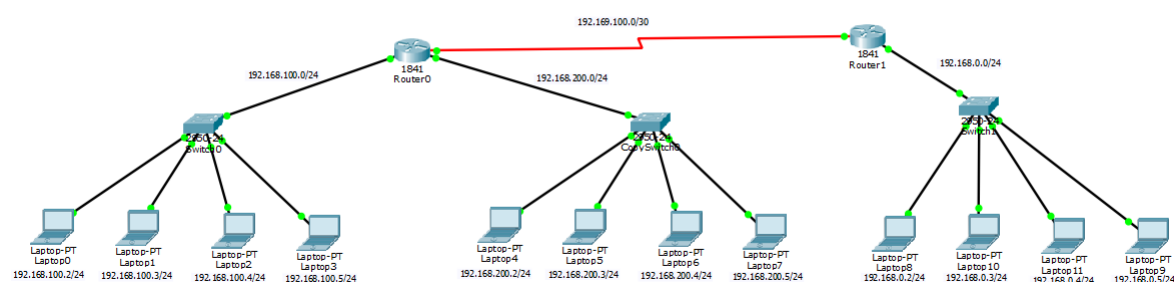 192.169.100.0/30
1841
Router0
1841
Router1
192.168.100.0/24
192.168.200.0/24
192.168.0.0/24
2950-24
Switch0
2950-24
CopySwitch0
2950-24
Switch1
Laptop-PT
Laptop0
192.168.100.2/24
Laptop-PT
Laptop1
192.168.100.3/24
Laptop-PT
Laptop2
192.168.100.4/24
Laptop-PT
Laptop3
192.168.100.5/24
Laptop-PT
Laptop4
192.168.200.2/24
Laptop-PT
Laptop5
192.168.200.3/24
Laptop-PT
Laptop6
192.168.200.4/24
Laptop-PT
Laptop7
192.168.200.5/24
Laptop-PT
Laptop8
192.168.0.2/24
Laptop-PT
Laptop10
192.168.0.3/24
Laptop-PT
Laptop11
192.168.0.4/24
Laptop-PT
Laptop9
192.168.0.5/24